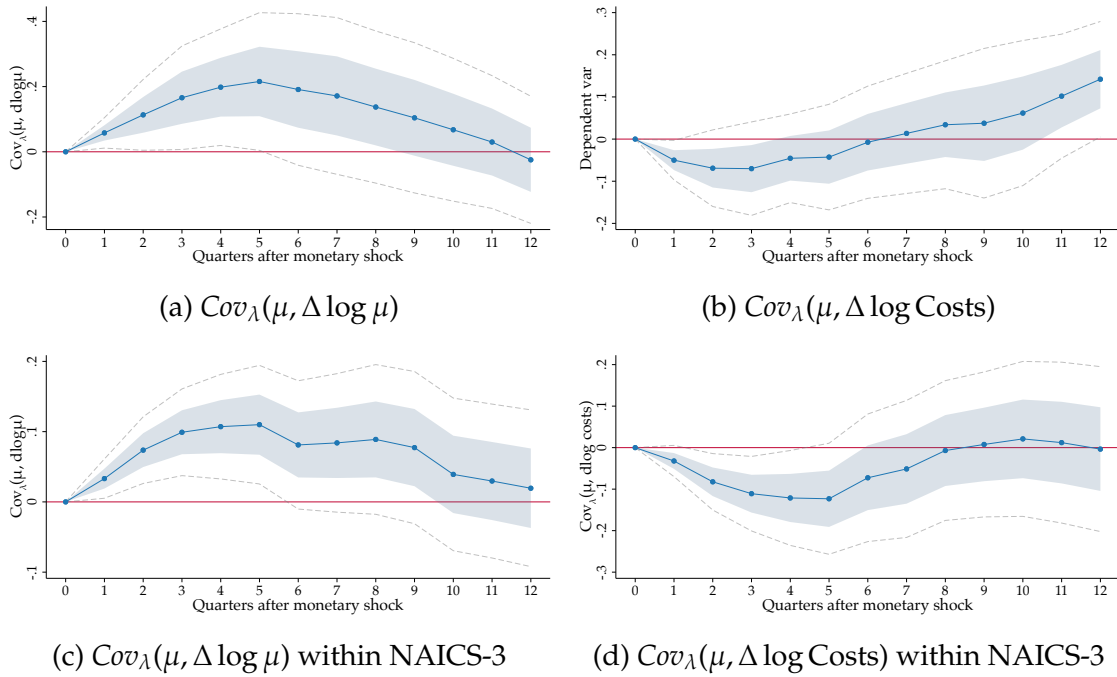 Cov_λ(μ, dlogμ)
.4
.2
0
-.2
0 1 2 3 4 5 6 7 8 9 10 11 12
Quarters after monetary shock
(a) Cov_λ(μ, Δ log μ)
Dependent var
.3
.2
.1
0
-.1
-.2
0 1 2 3 4 5 6 7 8 9 10 11 12
Quarters after monetary shock
(b) Cov_λ(μ, Δ log Costs)
Cov_λ(μ, dlogμ)
.2
.1
0
-.1
0 1 2 3 4 5 6 7 8 9 10 11 12
Quarters after monetary shock
(c) Cov_λ(μ, Δ log μ) within NAICS-3
Cov_λ(μ, dlog costs)
.2
.1
0
-.1
-.2
-.3
0 1 2 3 4 5 6 7 8 9 10 11 12
Quarters after monetary shock
(d) Cov_λ(μ, Δ log Costs) within NAICS-3